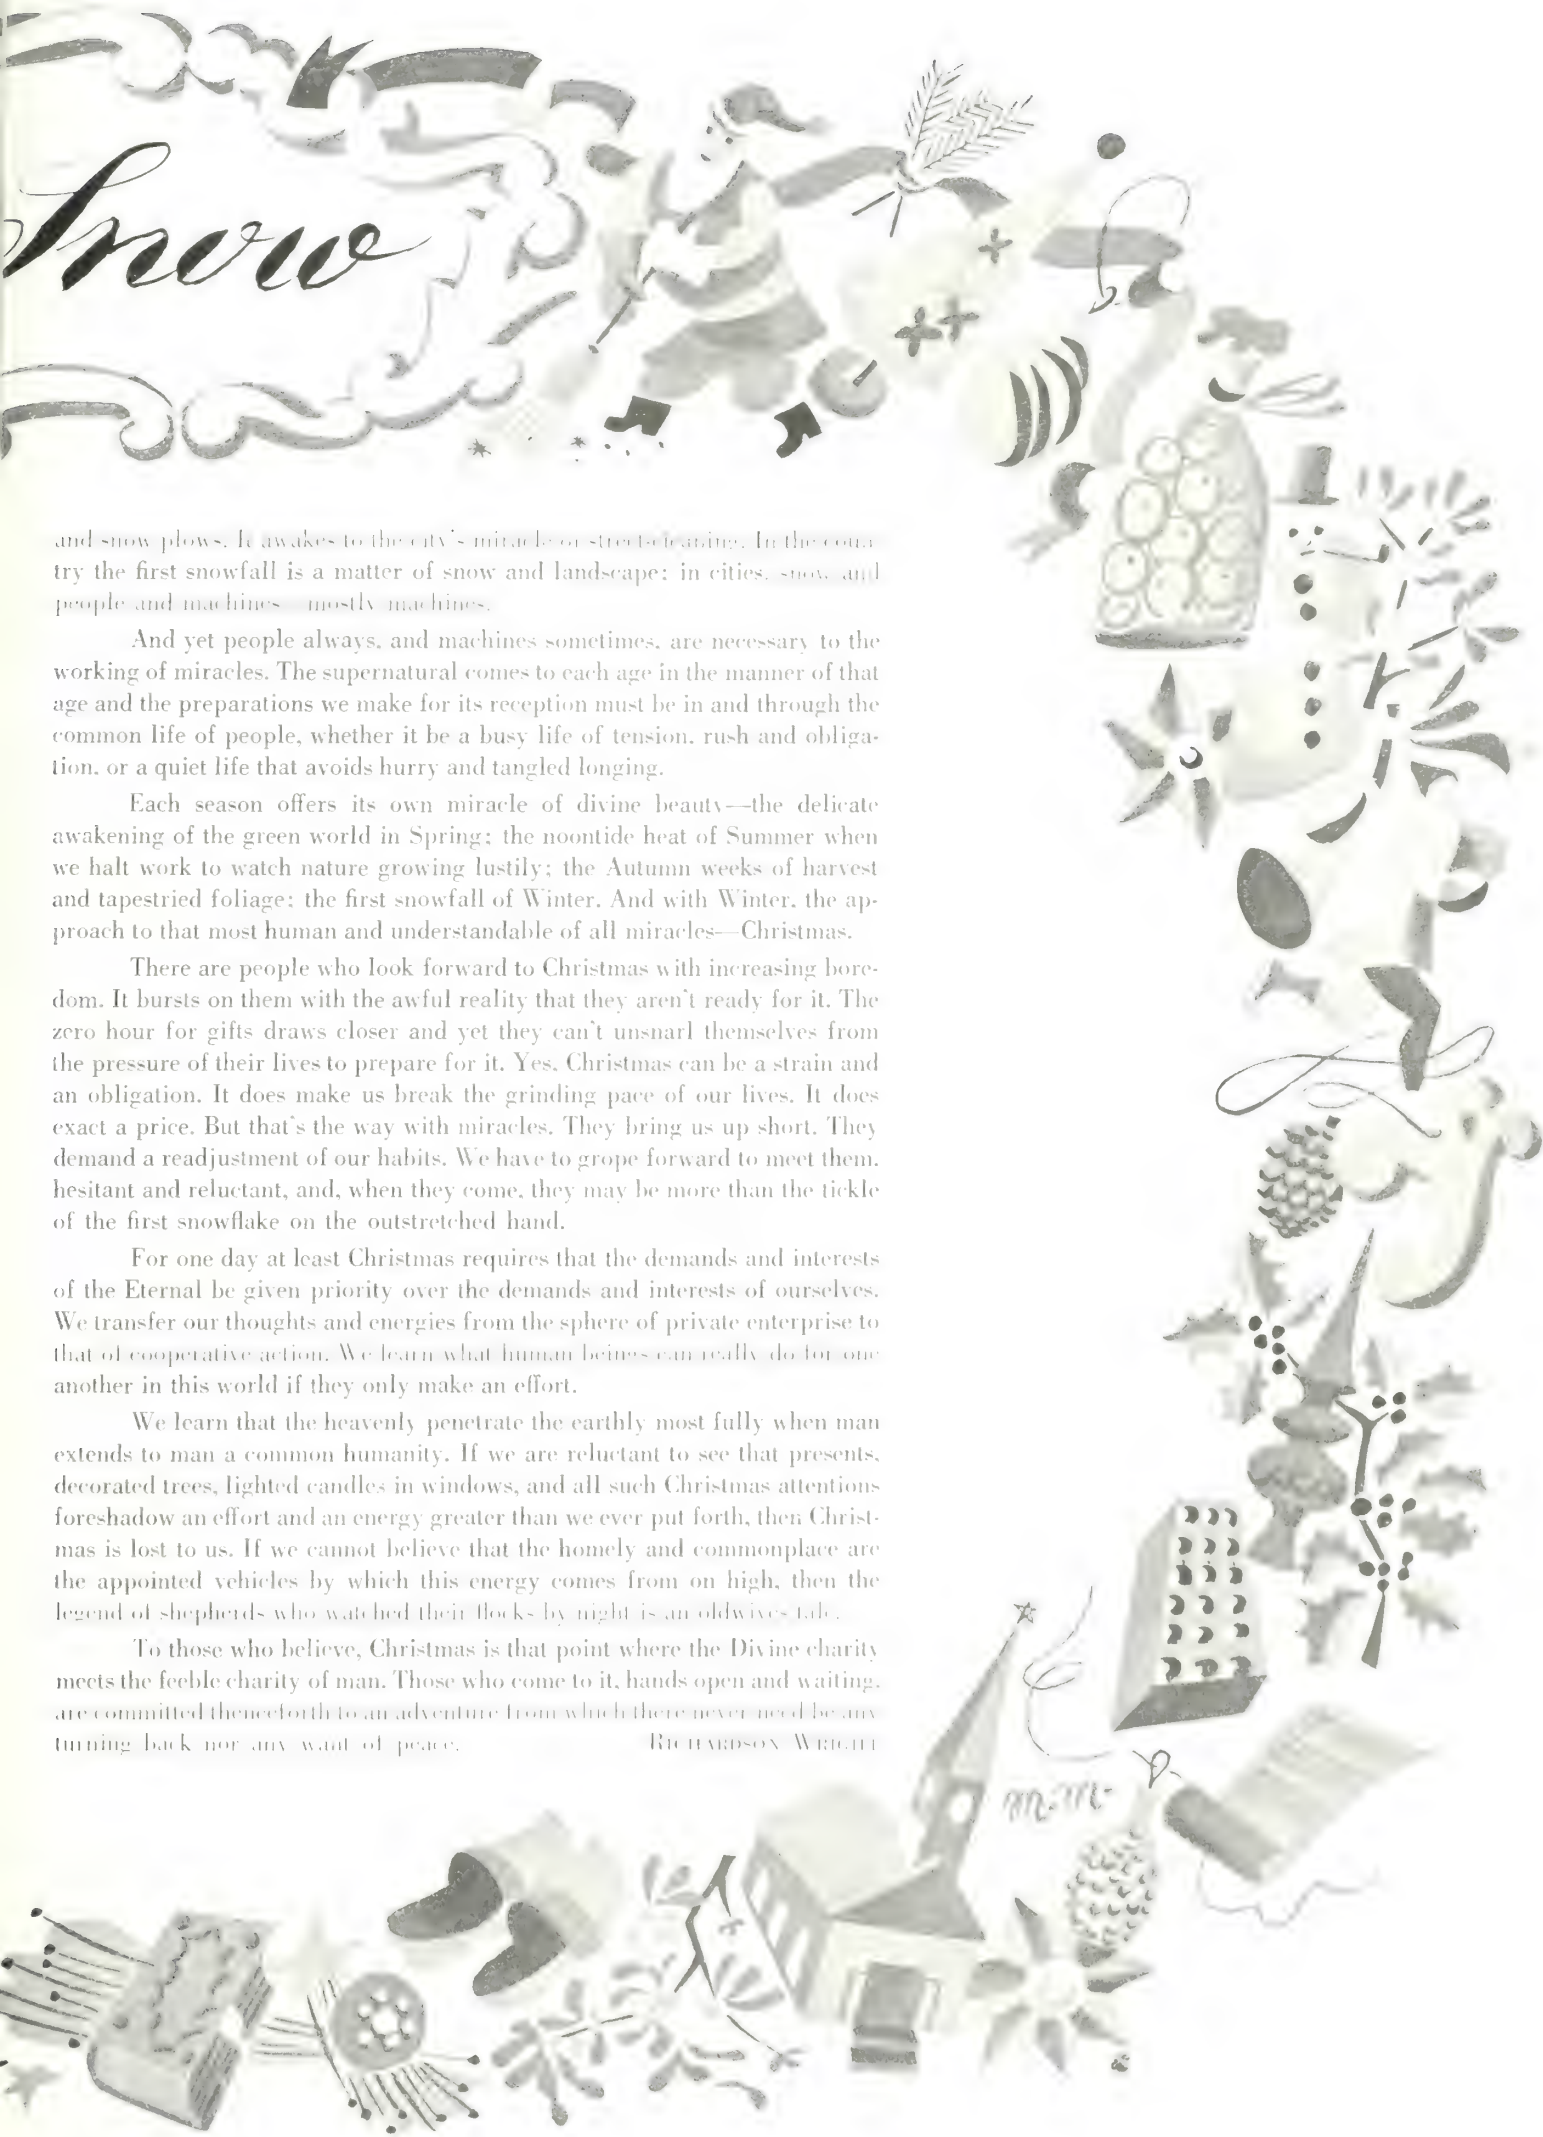 Snow
and snow plows. It awakes to the city's miracle of street-cleaning. In the coun-
try the first snowfall is a matter of snow and landscape; in cities, snow and
people and machines—mostly machines.
And yet people always, and machines sometimes, are necessary to the
working of miracles. The supernatural comes to each age in the manner of that
age and the preparations we make for its reception must be in and through the
common life of people, whether it be a busy life of tension, rush and obliga-
tion, or a quiet life that avoids hurry and tangled longing.
Each season offers its own miracle of divine beauty—the delicate
awakening of the green world in Spring; the noontide heat of Summer when
we halt work to watch nature growing lustily; the Autumn weeks of harvest
and tapestried foliage; the first snowfall of Winter. And with Winter, the ap-
proach to that most human and understandable of all miracles—Christmas.
There are people who look forward to Christmas with increasing bore-
dom. It bursts on them with the awful reality that they aren't ready for it. The
zero hour for gifts draws closer and yet they can't unsnarl themselves from
the pressure of their lives to prepare for it. Yes, Christmas can be a strain and
an obligation. It does make us break the grinding pace of our lives. It does
exact a price. But that's the way with miracles. They bring us up short. They
demand a readjustment of our habits. We have to grope forward to meet them,
hesitant and reluctant, and, when they come, they may be more than the tickle
of the first snowflake on the outstretched hand.
For one day at least Christmas requires that the demands and interests
of the Eternal be given priority over the demands and interests of ourselves.
We transfer our thoughts and energies from the sphere of private enterprise to
that of cooperative action. We learn what human beings can really do for one
another in this world if they only make an effort.
We learn that the heavenly penetrate the earthly most fully when man
extends to man a common humanity. If we are reluctant to see that presents,
decorated trees, lighted candles in windows, and all such Christmas attentions
foreshadow an effort and an energy greater than we ever put forth, then Christ-
mas is lost to us. If we cannot believe that the homely and commonplace are
the appointed vehicles by which this energy comes from on high, then the
legend of shepherds who watched their flocks by night is an oldwives tale.
To those who believe, Christmas is that point where the Divine charity
meets the feeble charity of man. Those who come to it, hands open and waiting,
are committed thenceforth to an adventure from which there never need be any
turning back nor any want of peace. RICHARDSON WRIGHT
m.m.